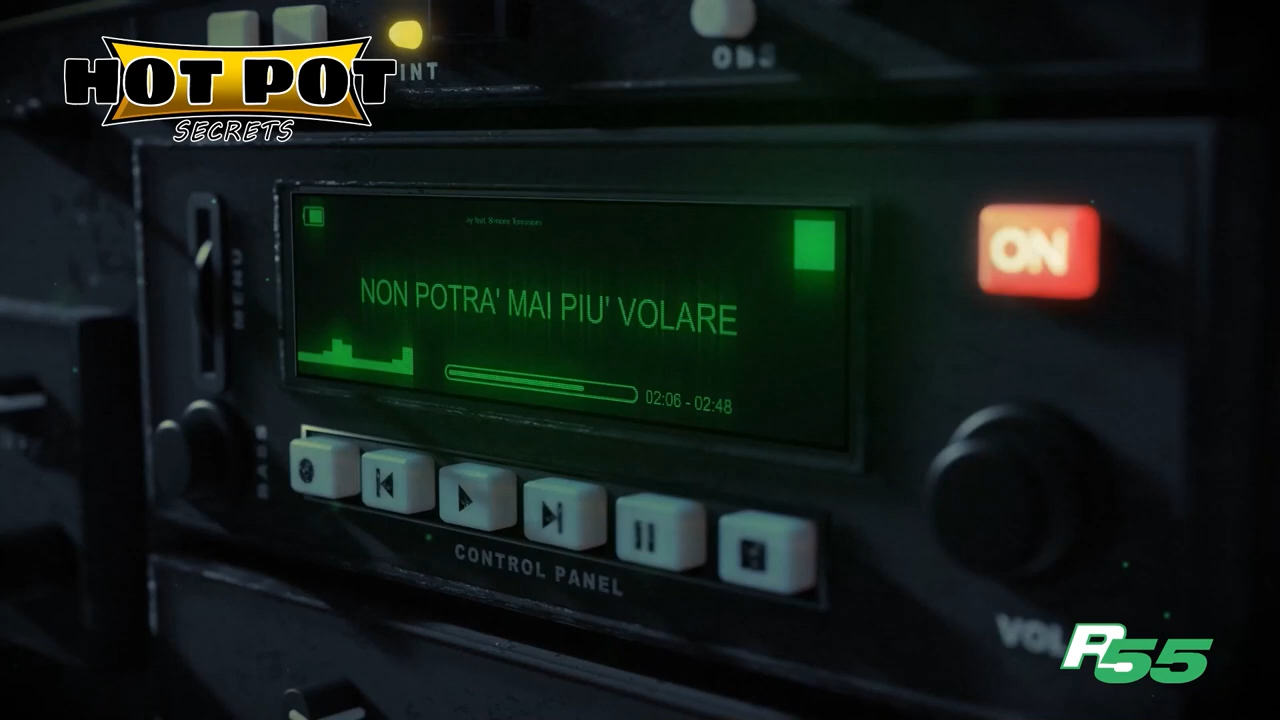 HOT POT
SECRETS
INT
MENU
NON POTRA' MAI PIU' VOLARE
02:06 - 02:48
ON
BASS
CONTROL PANEL
VOL
R55